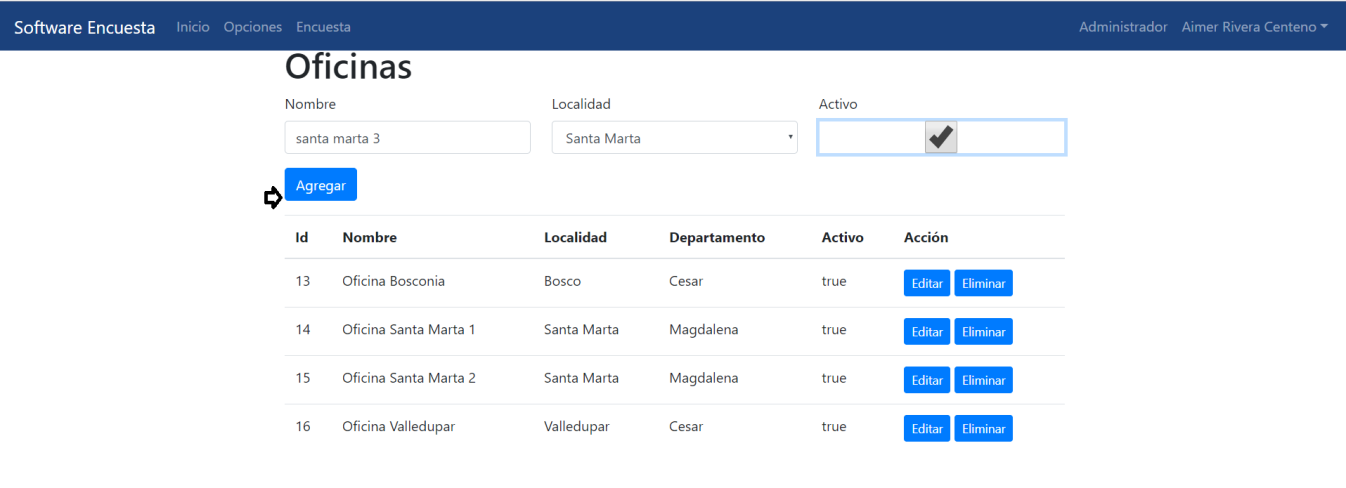 Software Encuesta Inicio Opciones Encuesta Administrador Aimer Rivera Centeno
Oficinas
Nombre Localidad Activo
santa marta 3 Santa Marta
Agregar
Id Nombre Localidad Departamento Activo Acción
13 Oficina Bosconia Bosco Cesar true Editar Eliminar
14 Oficina Santa Marta 1 Santa Marta Magdalena true Editar Eliminar
15 Oficina Santa Marta 2 Santa Marta Magdalena true Editar Eliminar
16 Oficina Valledupar Valledupar Cesar true Editar Eliminar